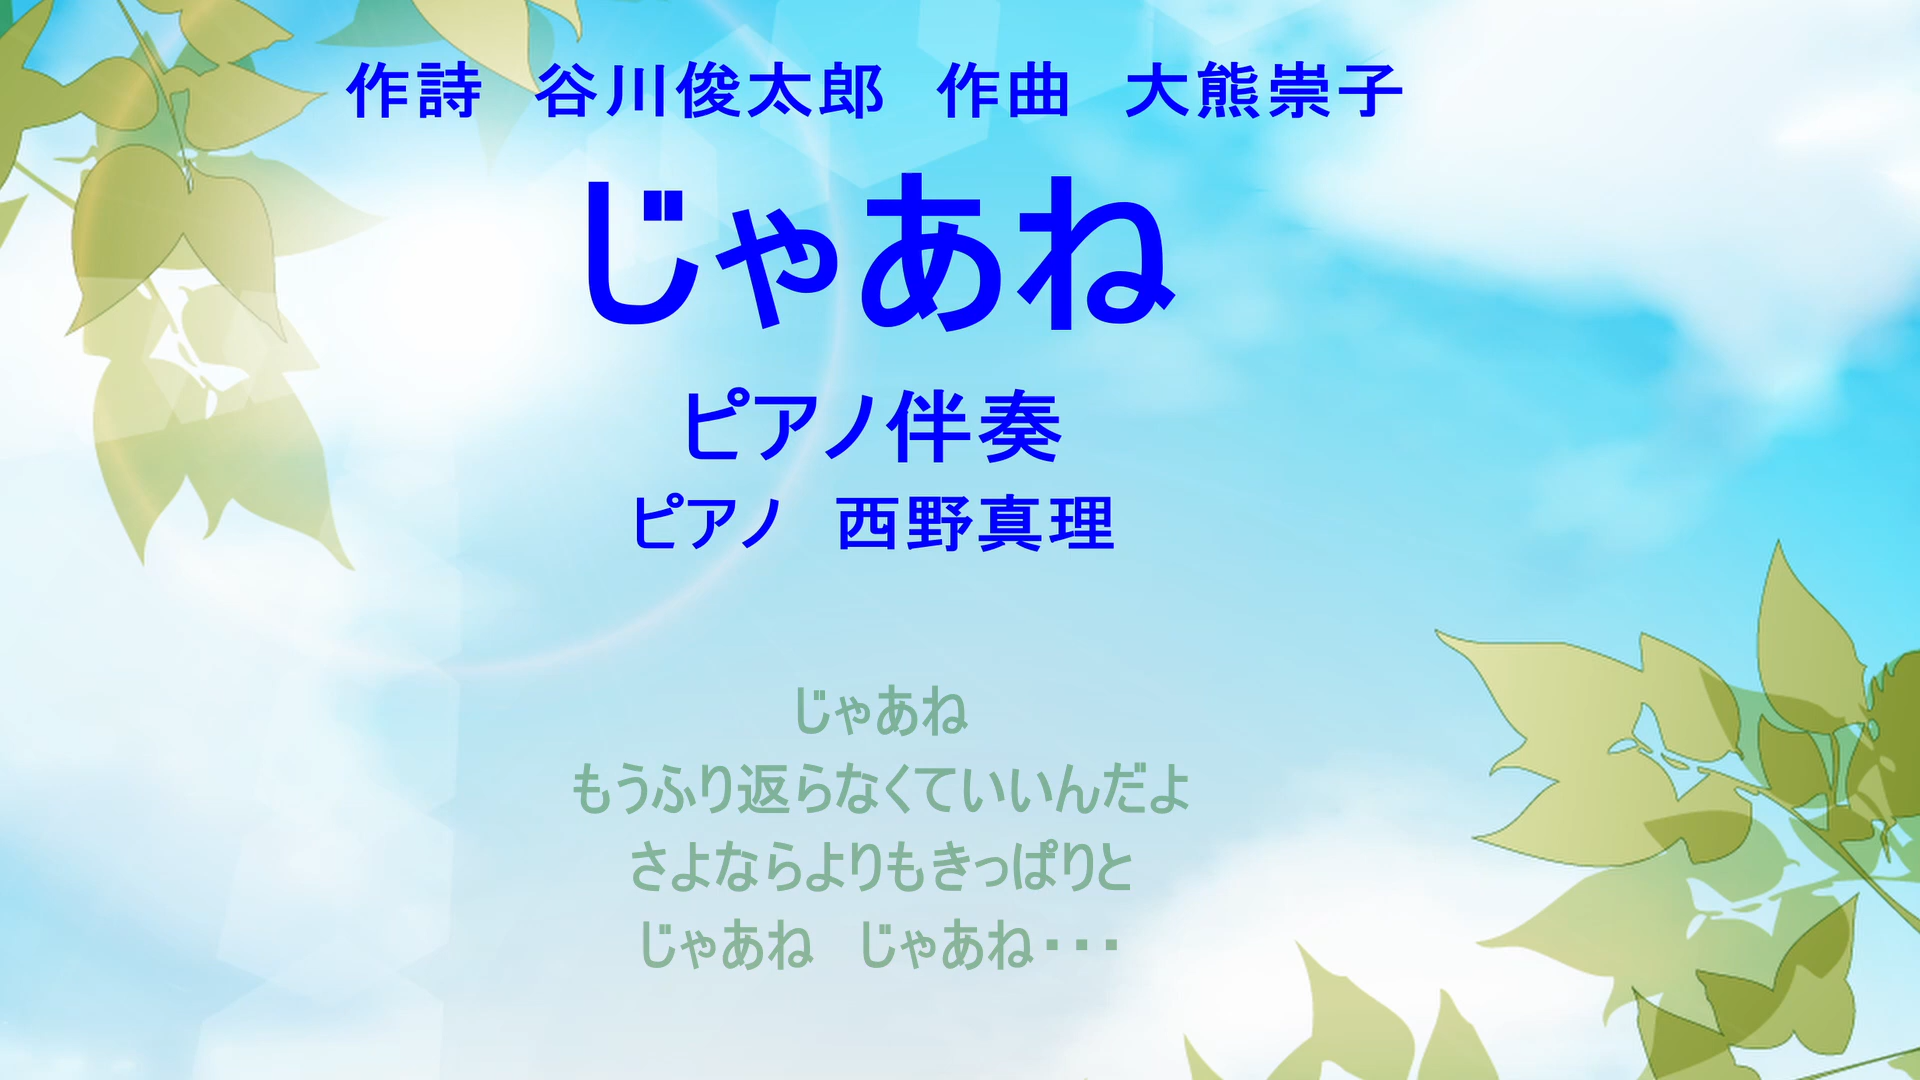 作詩　谷川俊太郎　作曲　大熊崇子
じゃあね
ピアノ伴奏
ピアノ　西野真理
じゃあね
もうふり返らなくていいんだよ
さよならよりもきっぱりと
じゃあね　じゃあね・・・